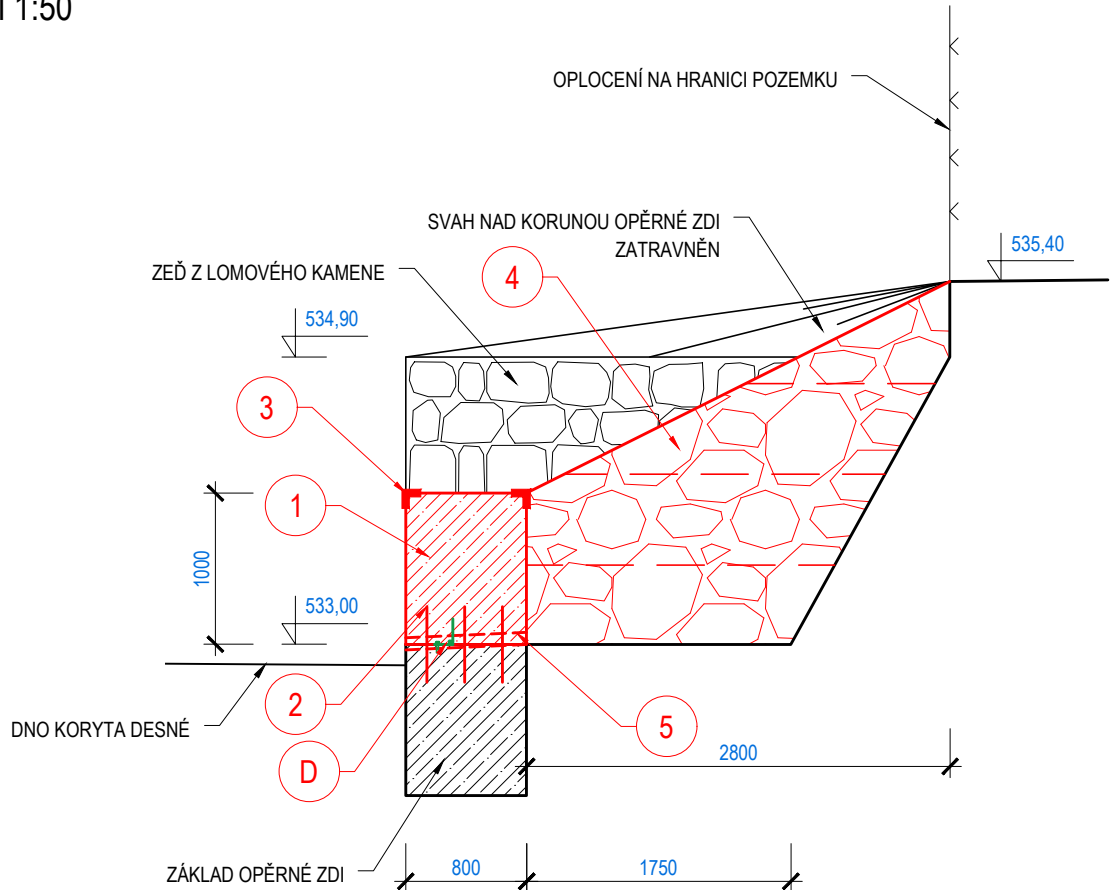 1:50
OPLOCENÍ NA HRANICI POZEMKU
SVAH NAD KORUNOU OPĚRNÉ ZDI
ZATRAVNĚN
535,40
ZEĎ Z LOMOVÉHO KAMENE
4
534,90
3
1
1000
533,00
2
5
DNO KORYTA DESNÉ
D
2800
ZÁKLAD OPĚRNÉ ZDI
800
1750